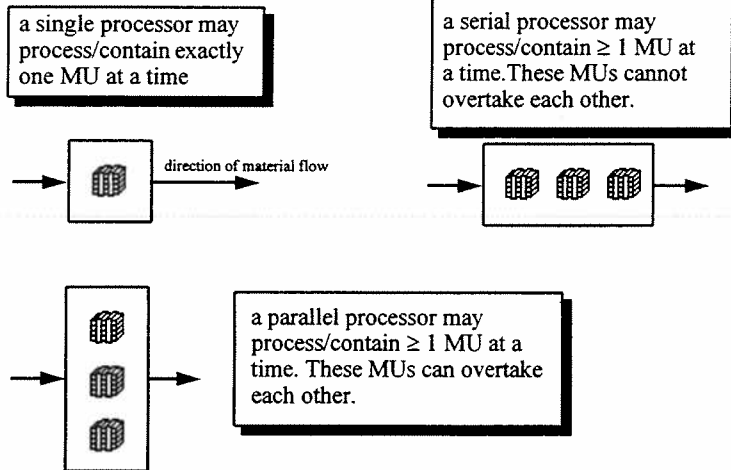 a single processor may
process/contain exactly
one MU at a time
a serial processor may
process/contain ≥ 1 MU at
a time.These MUs cannot
overtake each other.
direction of material flow
a parallel processor may
process/contain ≥ 1 MU at a
time. These MUs can overtake
each other.